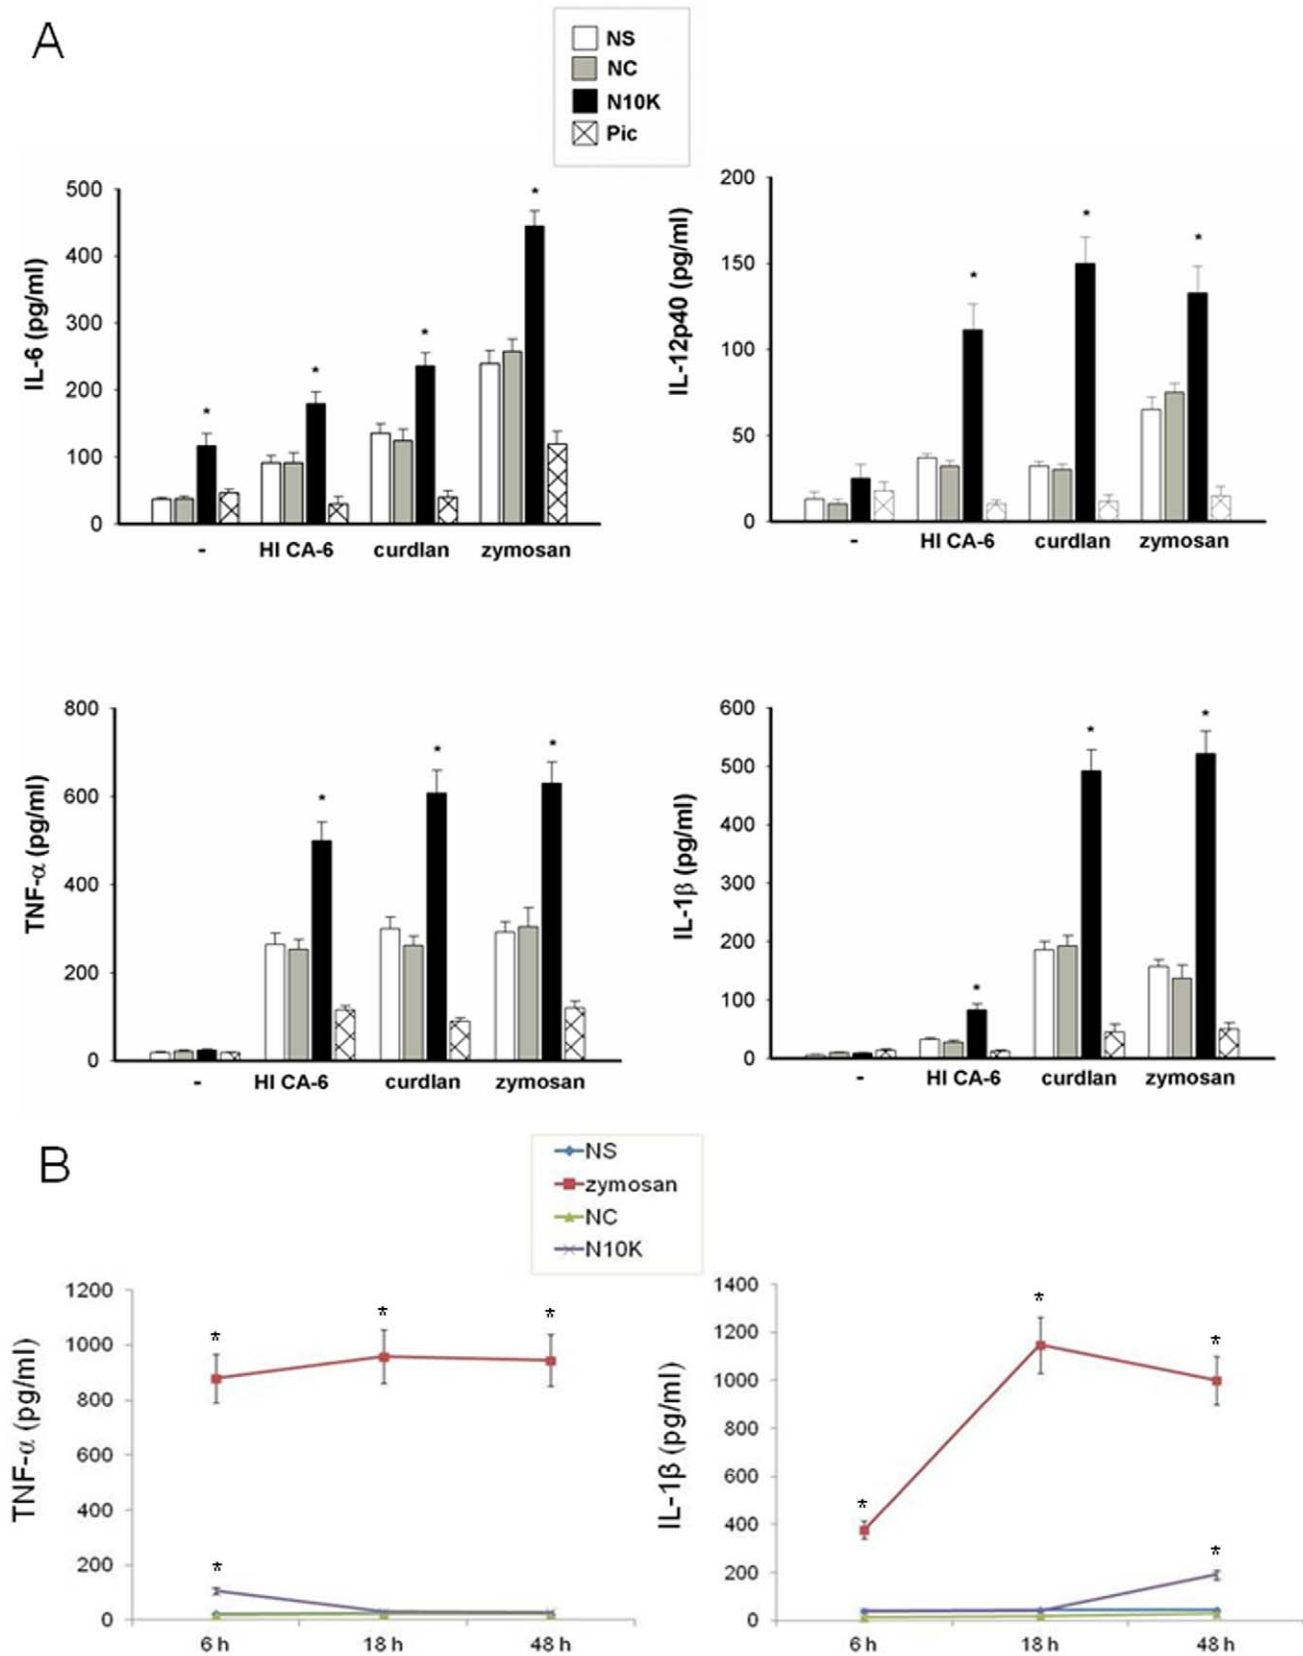 A
NS
NC
N10K
Pic
IL-6 (pg/ml)
500
400
300
200
100
0
* * * *
- HI CA-6 curdlan zymosan
IL-12p40 (pg/ml)
200
150
100
50
0
* * *
- HI CA-6 curdlan zymosan
TNF-α (pg/ml)
800
600
400
200
0
* * *
- HI CA-6 curdlan zymosan
IL-1β (pg/ml)
600
500
400
300
200
100
0
* * *
- HI CA-6 curdlan zymosan
B
NS
zymosan
NC
N10K
TNF-α (pg/ml)
1200
1000
800
600
400
200
0
* * *
*
6 h 18 h 48 h
IL-1β (pg/ml)
1400
1200
1000
800
600
400
200
0
* * *
*
6 h 18 h 48 h